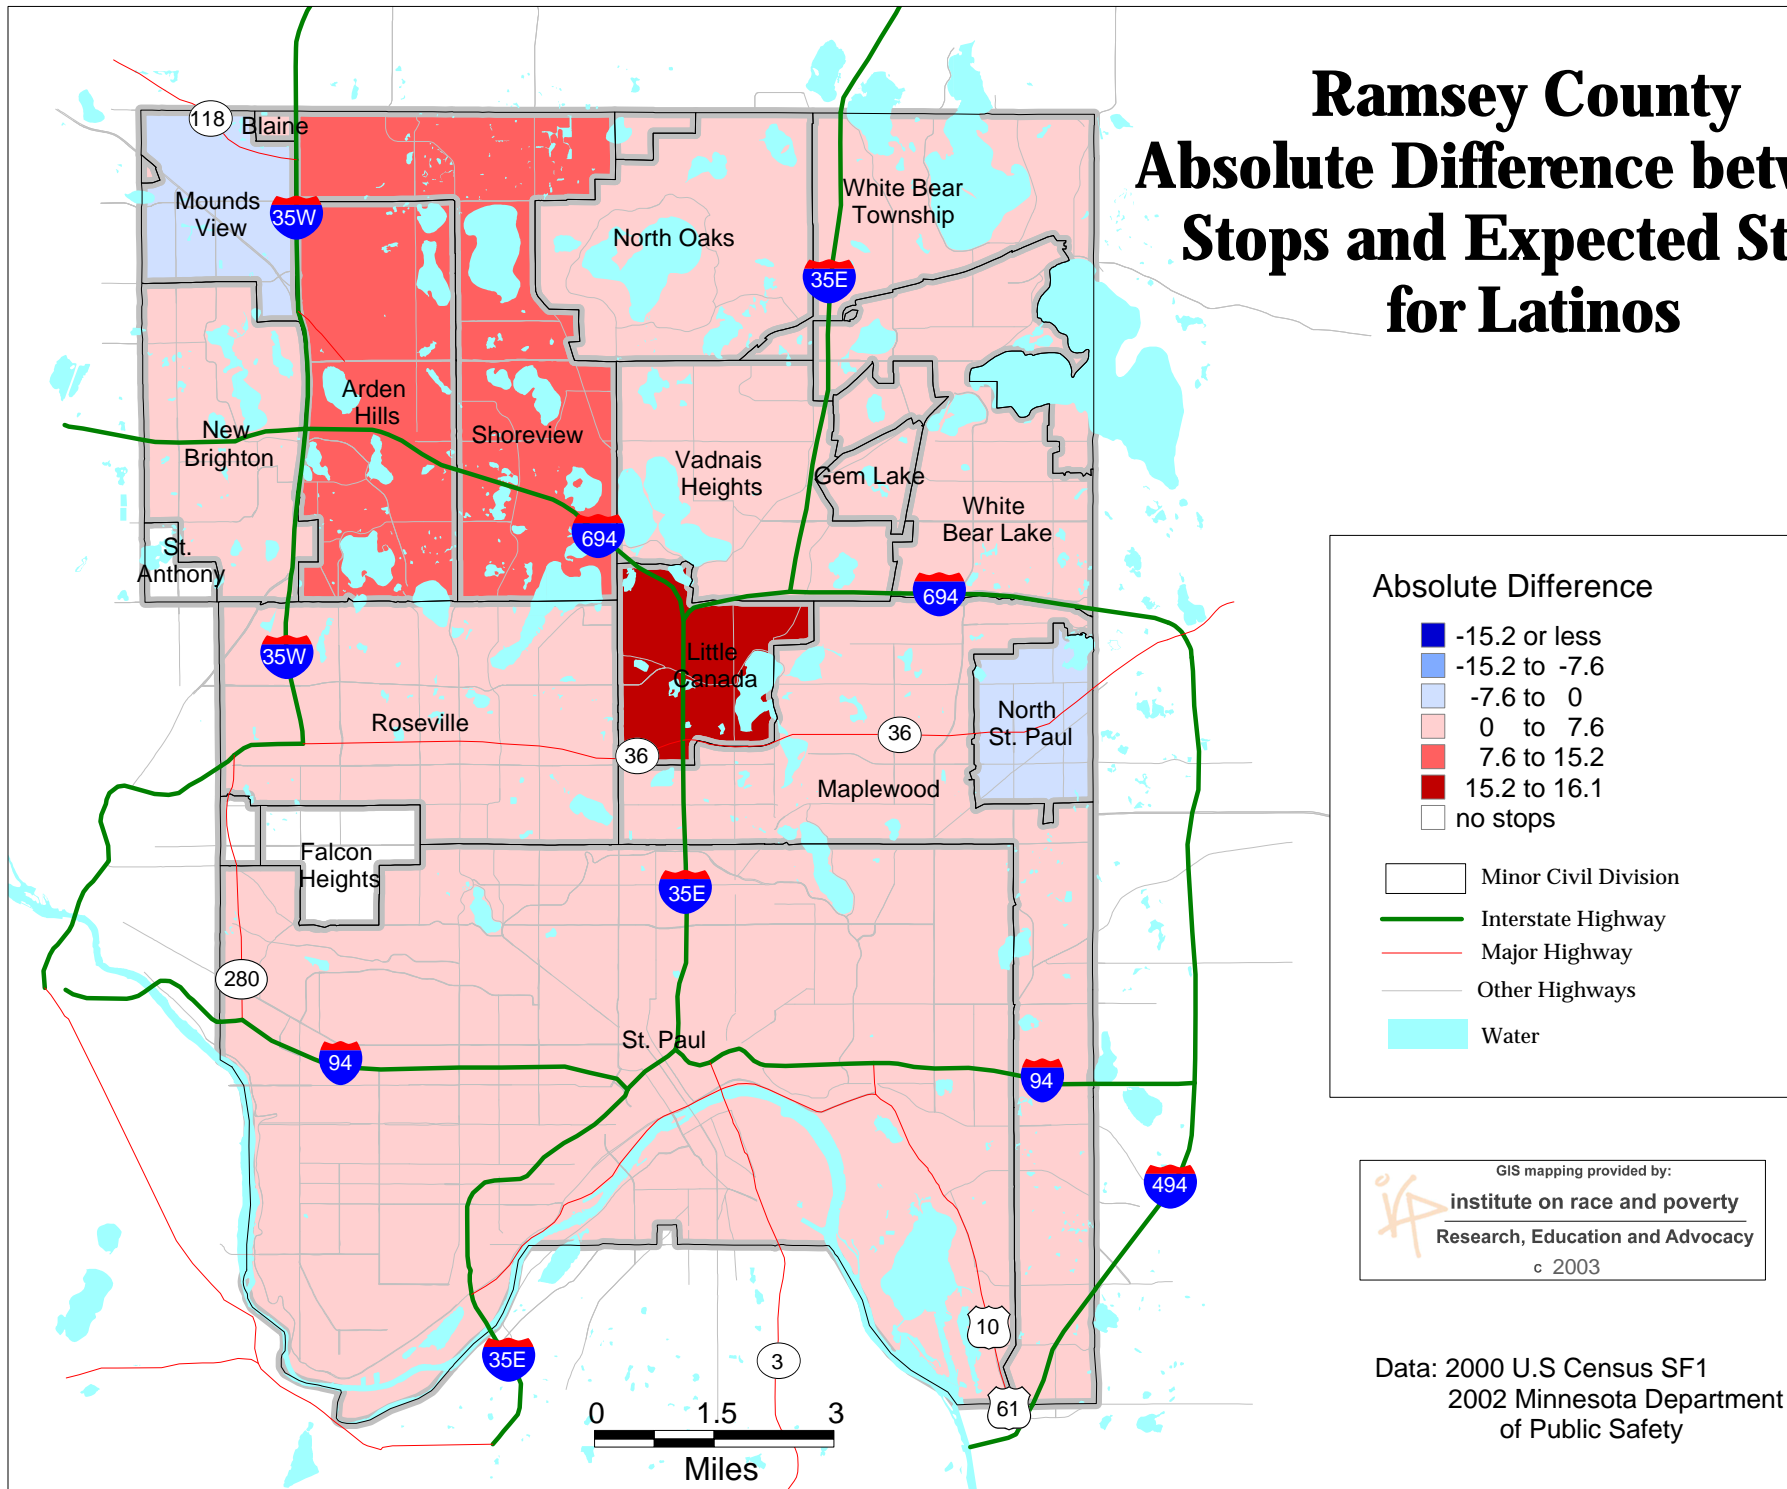 Ramsey County
Absolute Difference betw
Stops and Expected St
for Latinos
118
Blaine
Mounds
View
35W
North Oaks
White Bear
Township
35E
Arden
Hills
New
Brighton
Shoreview
Vadnais
Heights
Gem Lake
White
Bear Lake
694
St.
Anthony
694
35W
Little
Canada
Roseville
36
36
North
St. Paul
Maplewood
Falcon
Heights
35E
280
St. Paul
94
94
494
10
35E
3
61
0 1.5 3
Miles
Absolute Difference
-15.2 or less
-15.2 to -7.6
-7.6 to 0
0 to 7.6
7.6 to 15.2
15.2 to 16.1
no stops
Minor Civil Division
Interstate Highway
Major Highway
Other Highways
Water
GIS mapping provided by:
irp
institute on race and poverty
Research, Education and Advocacy
c 2003
Data: 2000 U.S Census SF1
2002 Minnesota Department
of Public Safety